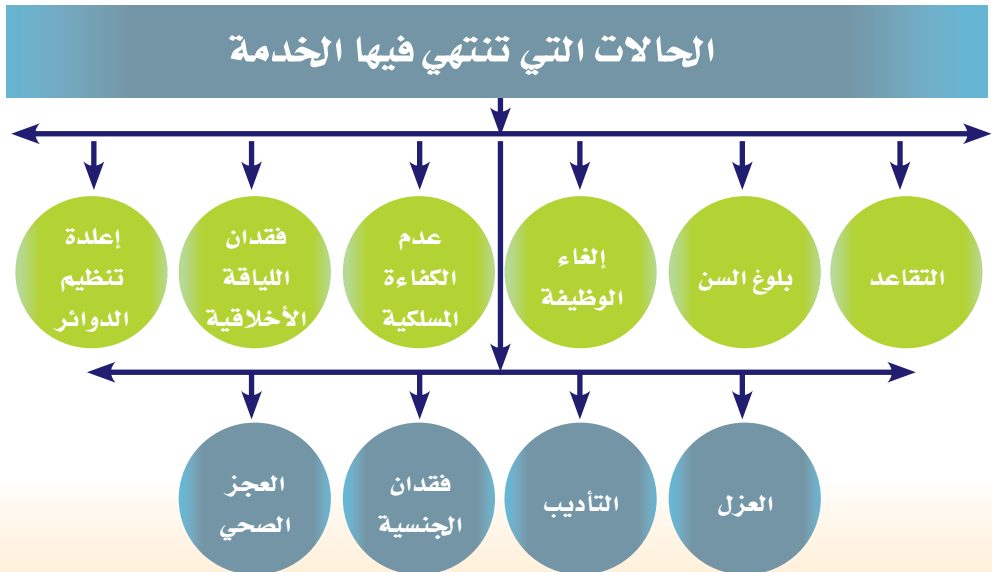 الحالات التي تنتهي فيها الخدمة
التقاعد
بلوغ السن
إلغاء
الوظيفة
عدم
الكفاءة
المسلكية
فقدان
اللياقة
الأخلاقية
إعلدة
تنظيم
الدوائر
العزل
التأديب
فقدان
الجنسية
العجز
الصحي